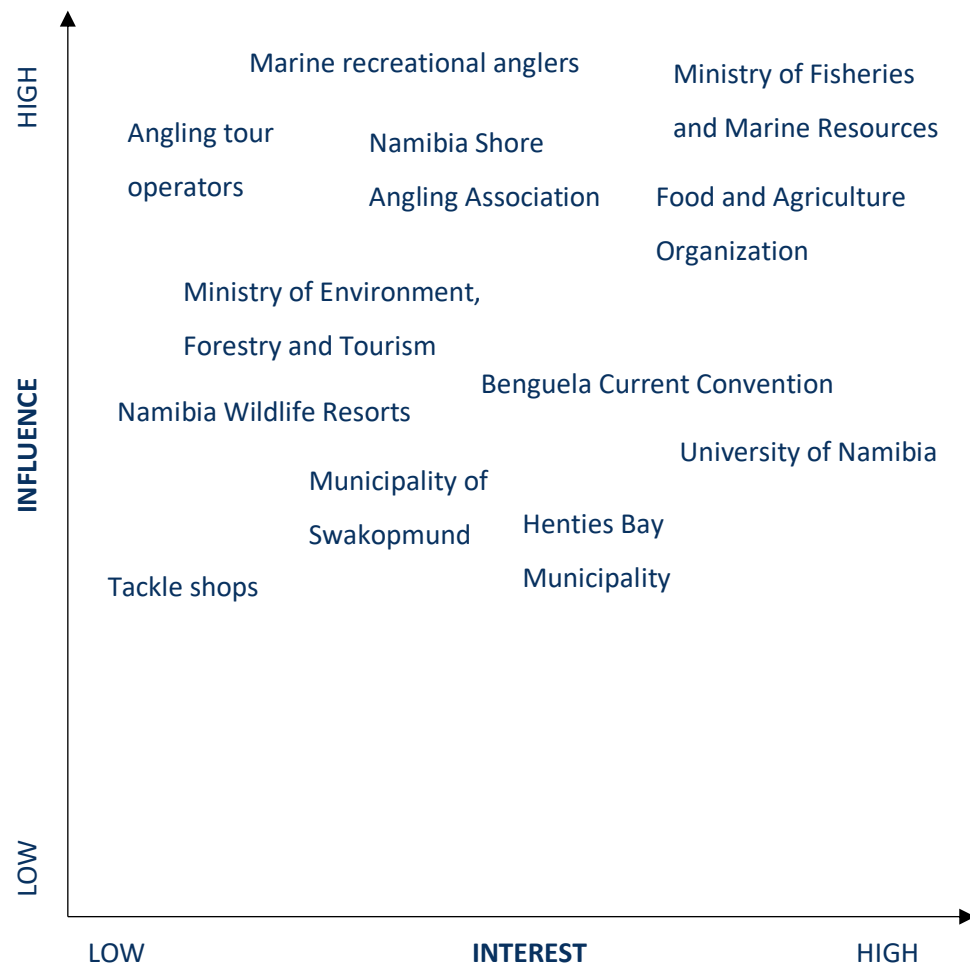 HIGH
Marine recreational anglers
Ministry of Fisheries
and Marine Resources
Angling tour
operators
Namibia Shore
Angling Association
Food and Agriculture
Organization
Ministry of Environment,
Forestry and Tourism
INFLUENCE
Benguela Current Convention
Namibia Wildlife Resorts
University of Namibia
Municipality of
Swakopmund
Henties Bay
Municipality
Tackle shops
LOW
LOW
INTEREST
HIGH